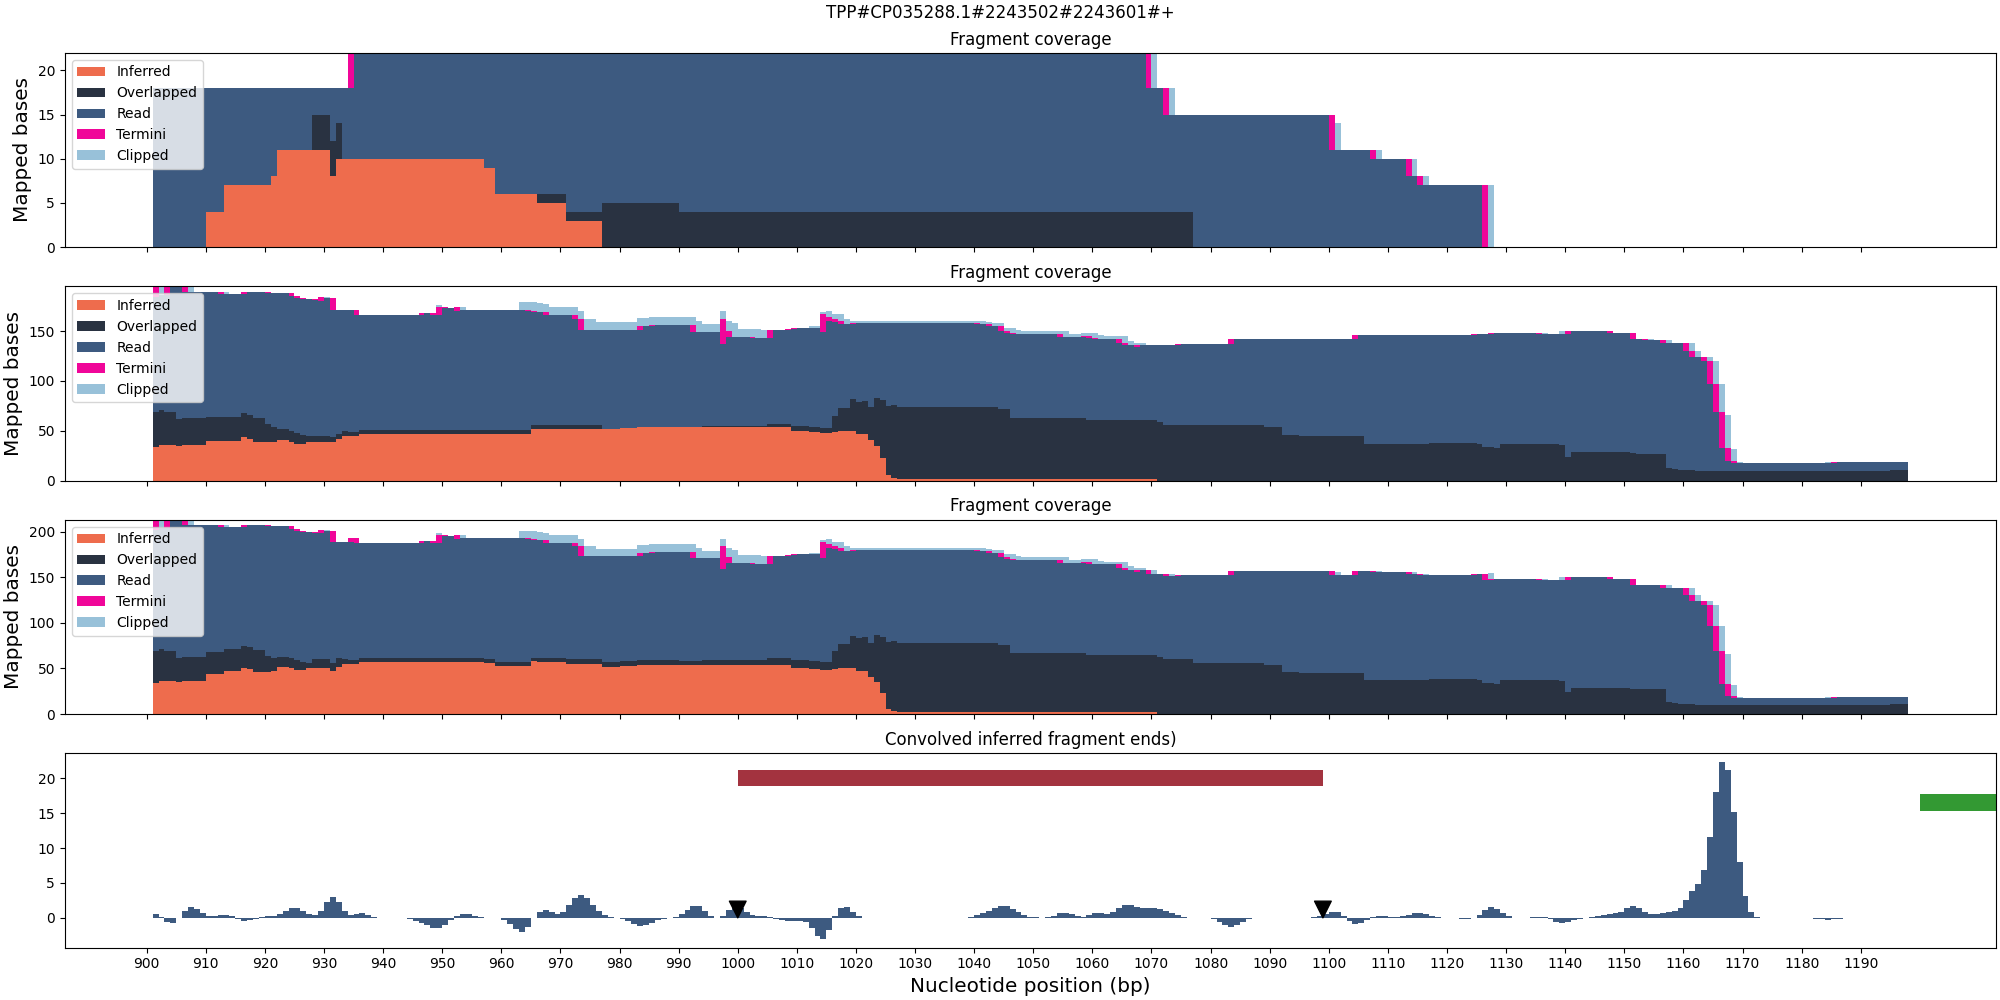 TPP#CP035288.1#2243502#2243601#+
Fragment coverage
Mapped bases
20
15
10
5
0
Inferred
Overlapped
Read
Termini
Clipped
Fragment coverage
Mapped bases
150
100
50
0
Inferred
Overlapped
Read
Termini
Clipped
Fragment coverage
Mapped bases
200
150
100
50
0
Inferred
Overlapped
Read
Termini
Clipped
Convolved inferred fragment ends)
20
15
10
5
0
900 910 920 930 940 950 960 970 980 990 1000 1010 1020 1030 1040 1050 1060 1070 1080 1090 1100 1110 1120 1130 1140 1150 1160 1170 1180 1190
Nucleotide position (bp)